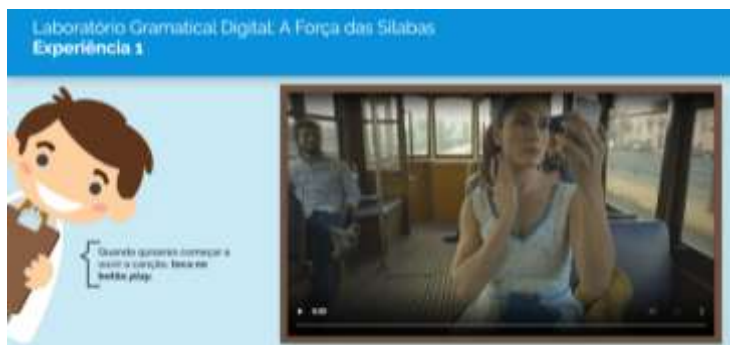 Laboratório Gramatical Digital: A Força das Sílabas
Experiência 1
Quando quiseres começar a
ouvir a canção, toca no
botão play.
0:00